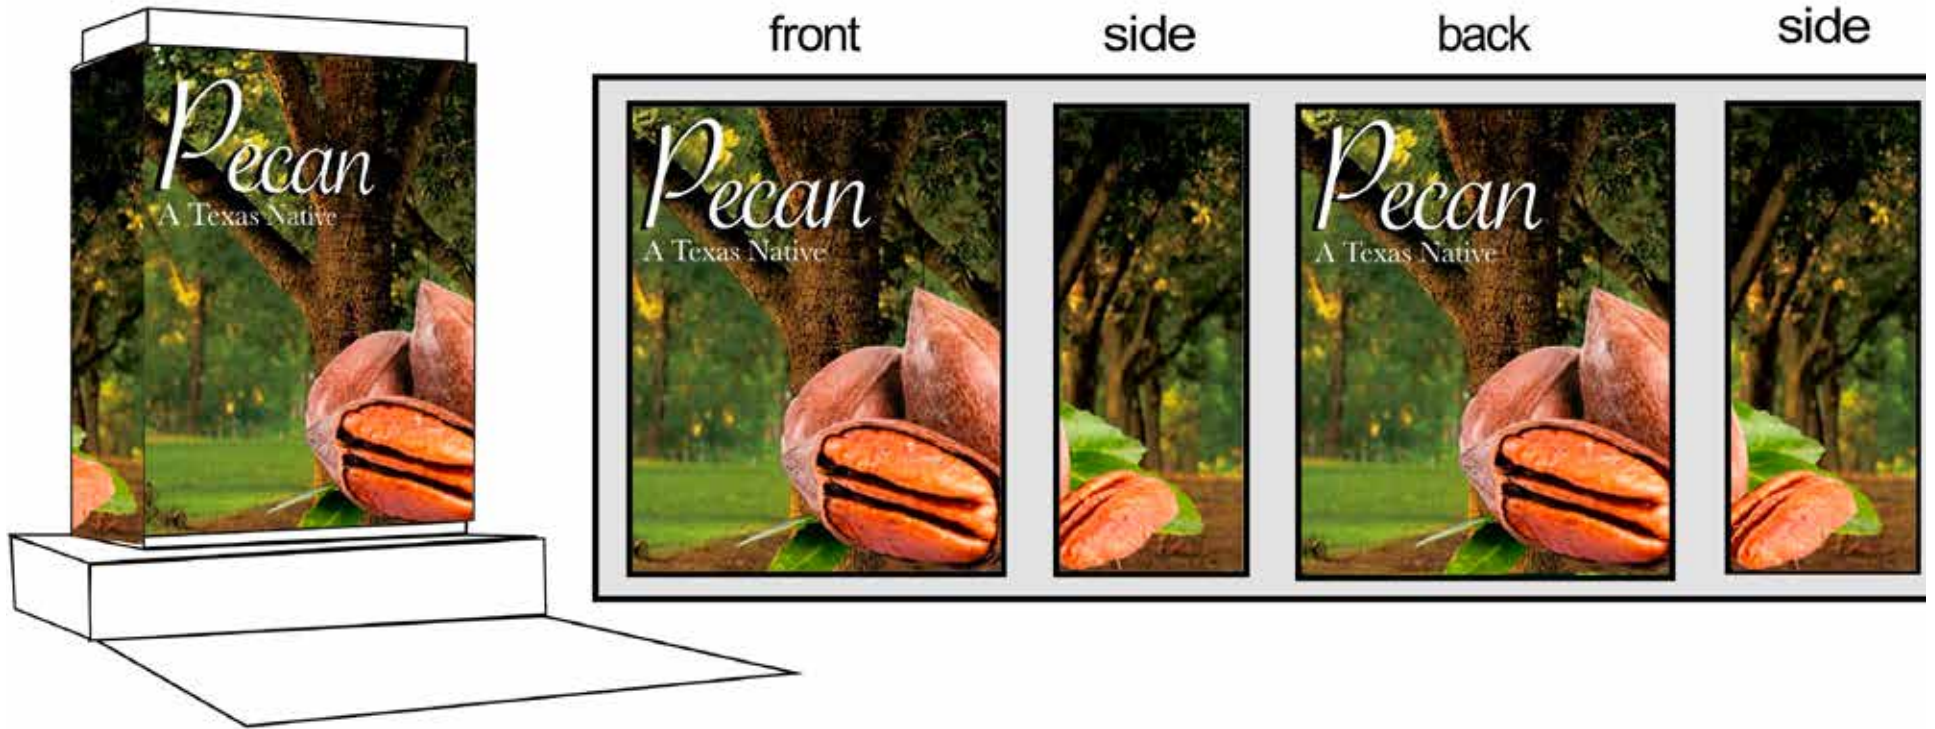 front
side
back
side
Pecan
A Texas Native
Pecan
A Texas Native
Pecan
A Texas Native